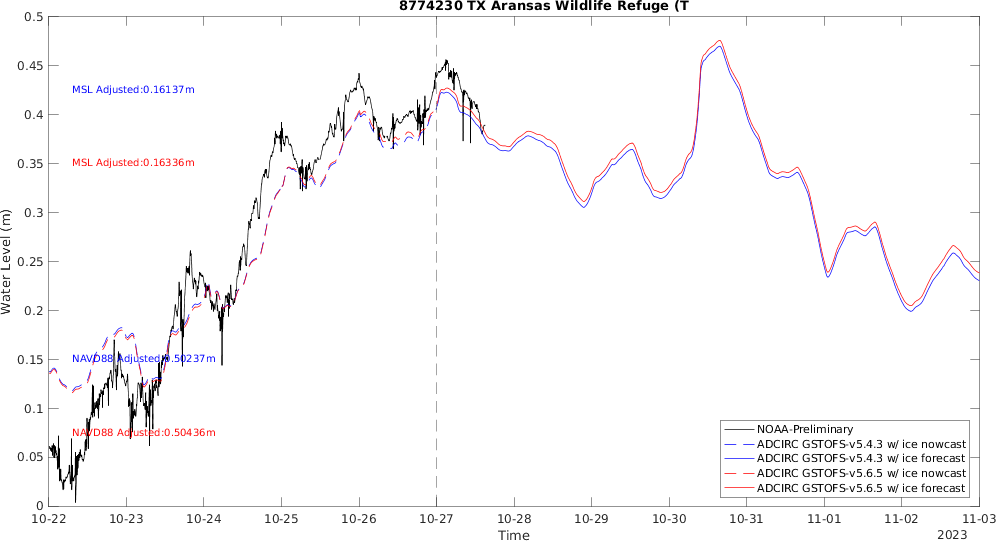 8774230 TX Aransas Wildlife Refuge (T
0.5
0.45
0.4
0.35
0.3
0.25
0.2
0.15
0.1
0.05
0
Water Level (m)
MSL Adjusted:0.16137m
MSL Adjusted:0.16336m
NAVD88 Adjusted:0.50237m
NAVD88 Adjusted:0.50436m
NOAA-Preliminary
ADCIRC GSTOFS-v5.4.3 w/ ice nowcast
ADCIRC GSTOFS-v5.4.3 w/ ice forecast
ADCIRC GSTOFS-v5.6.5 w/ ice nowcast
ADCIRC GSTOFS-v5.6.5 w/ ice forecast
10-22 10-23 10-24 10-25 10-26 10-27 10-28 10-29 10-30 10-31 11-01 11-02 11-03
Time
2023